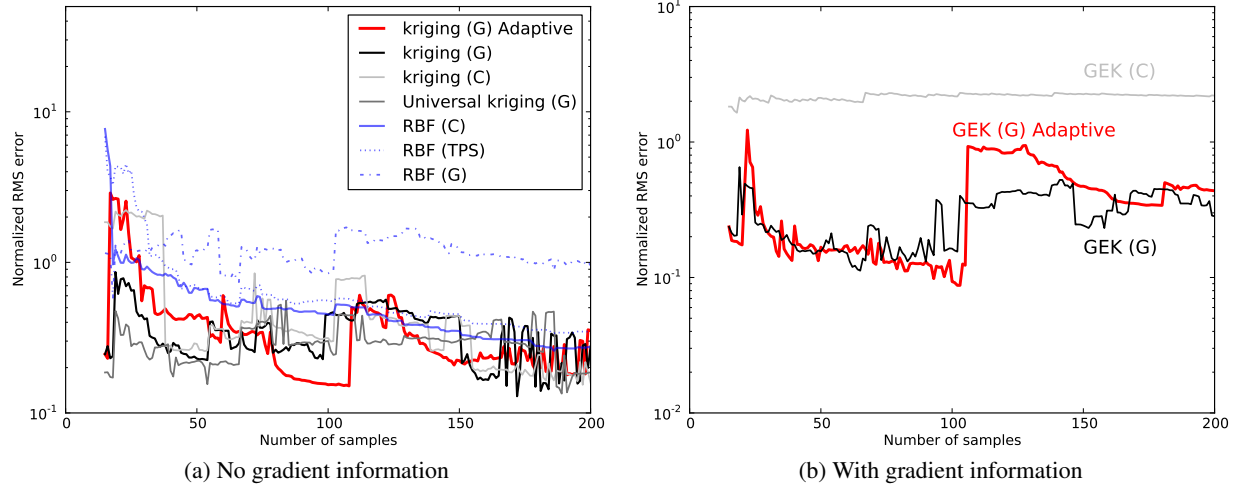 Normalized RMS error
10^1
10^0
10^-1
0
50
100
150
200
Number of samples
kriging (G) Adaptive
kriging (G)
kriging (C)
Universal kriging (G)
RBF (C)
RBF (TPS)
RBF (G)
(a) No gradient information
Normalized RMS error
10^1
10^0
10^-1
10^-2
0
50
100
150
200
Number of samples
GEK (C)
GEK (G) Adaptive
GEK (G)
(b) With gradient information